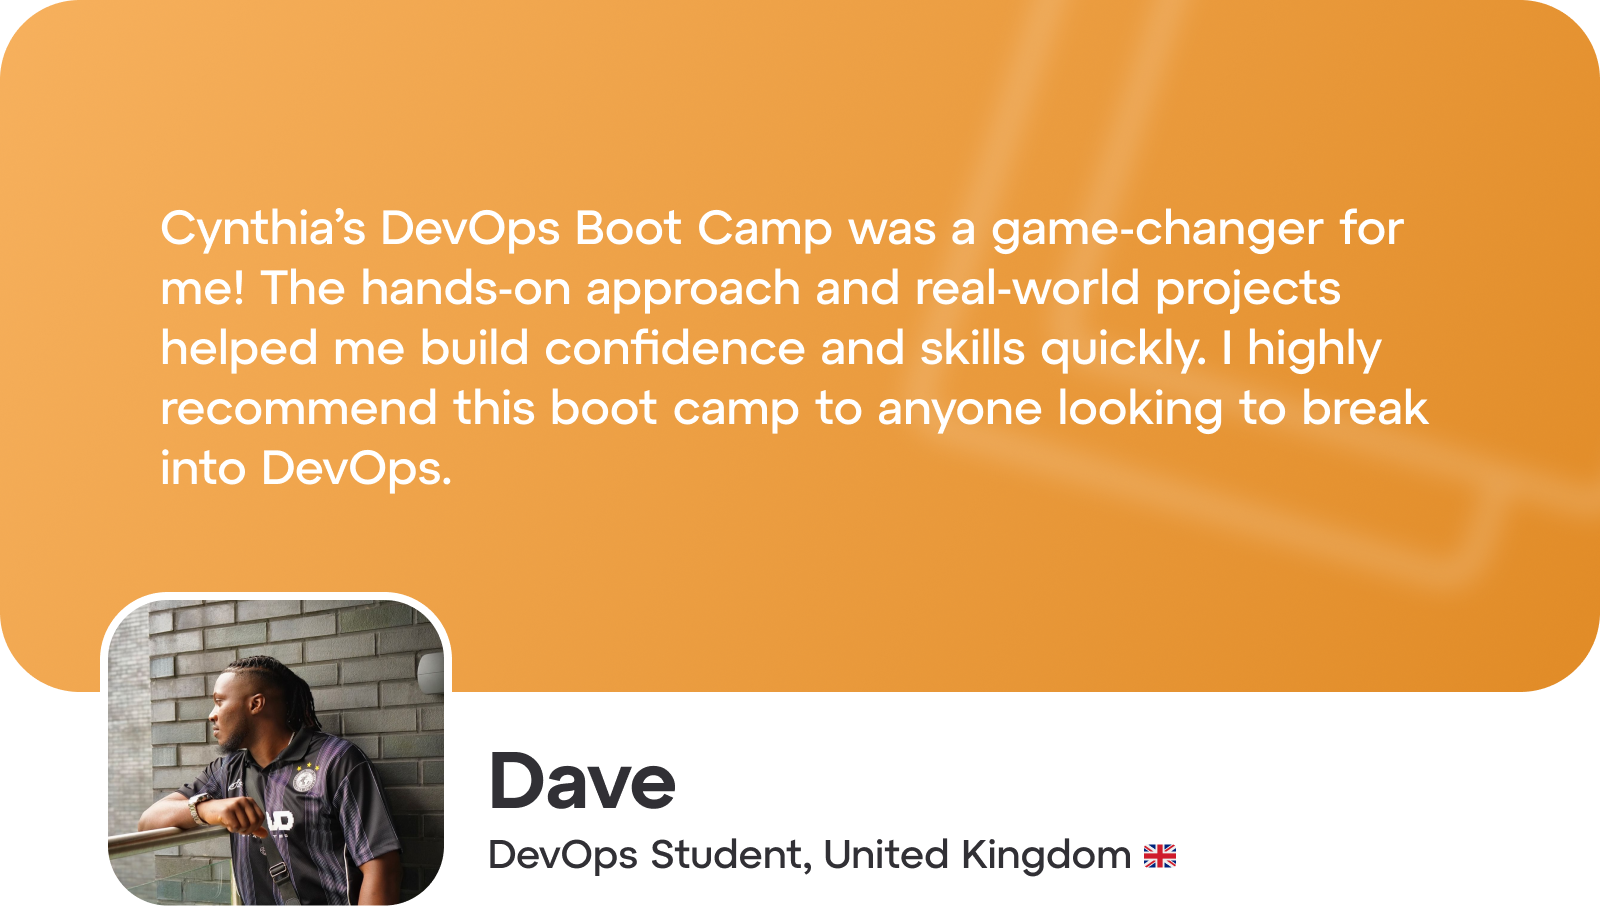 Cynthia’s DevOps Boot Camp was a game-changer for
me! The hands-on approach and real-world projects
helped me build confidence and skills quickly. I highly
recommend this boot camp to anyone looking to break
into DevOps.
Dave
DevOps Student, United Kingdom 🇬🇧